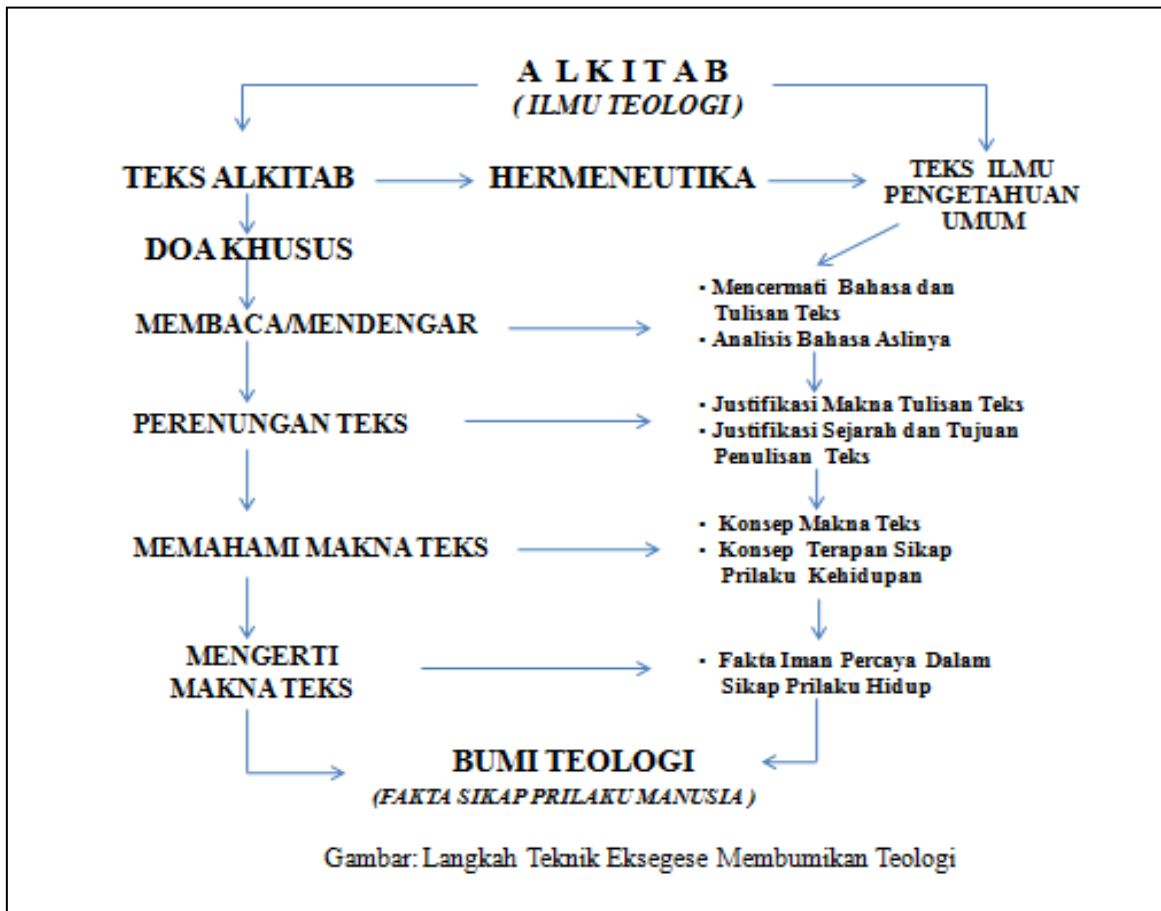 A L K I T A B
( ILMU TEOLOGI )
TEKS ALKITAB
HERMENEUTIKA
TEKS ILMU
PENGETAHUAN
UMUM
DOA KHUSUS
MEMBACA/MENDENGAR
• Mencermati Bahasa dan
Tulisan Teks
• Analisis Bahasa Aslinya
PERENUNGAN TEKS
• Justifikasi Makna Tulisan Teks
• Justifikasi Sejarah dan Tujuan
Penulisan Teks
MEMAHAMI MAKNA TEKS
• Konsep Makna Teks
• Konsep Terapan Sikap
Prilaku Kehidupan
MENGERTI
MAKNA TEKS
• Fakta Iman Percaya Dalam
Sikap Prilaku Hidup
BUMI TEOLOGI
(FAKTA SIKAP PRILAKU MANUSIA )
Gambar: Langkah Teknik Eksegese Membumikan Teologi